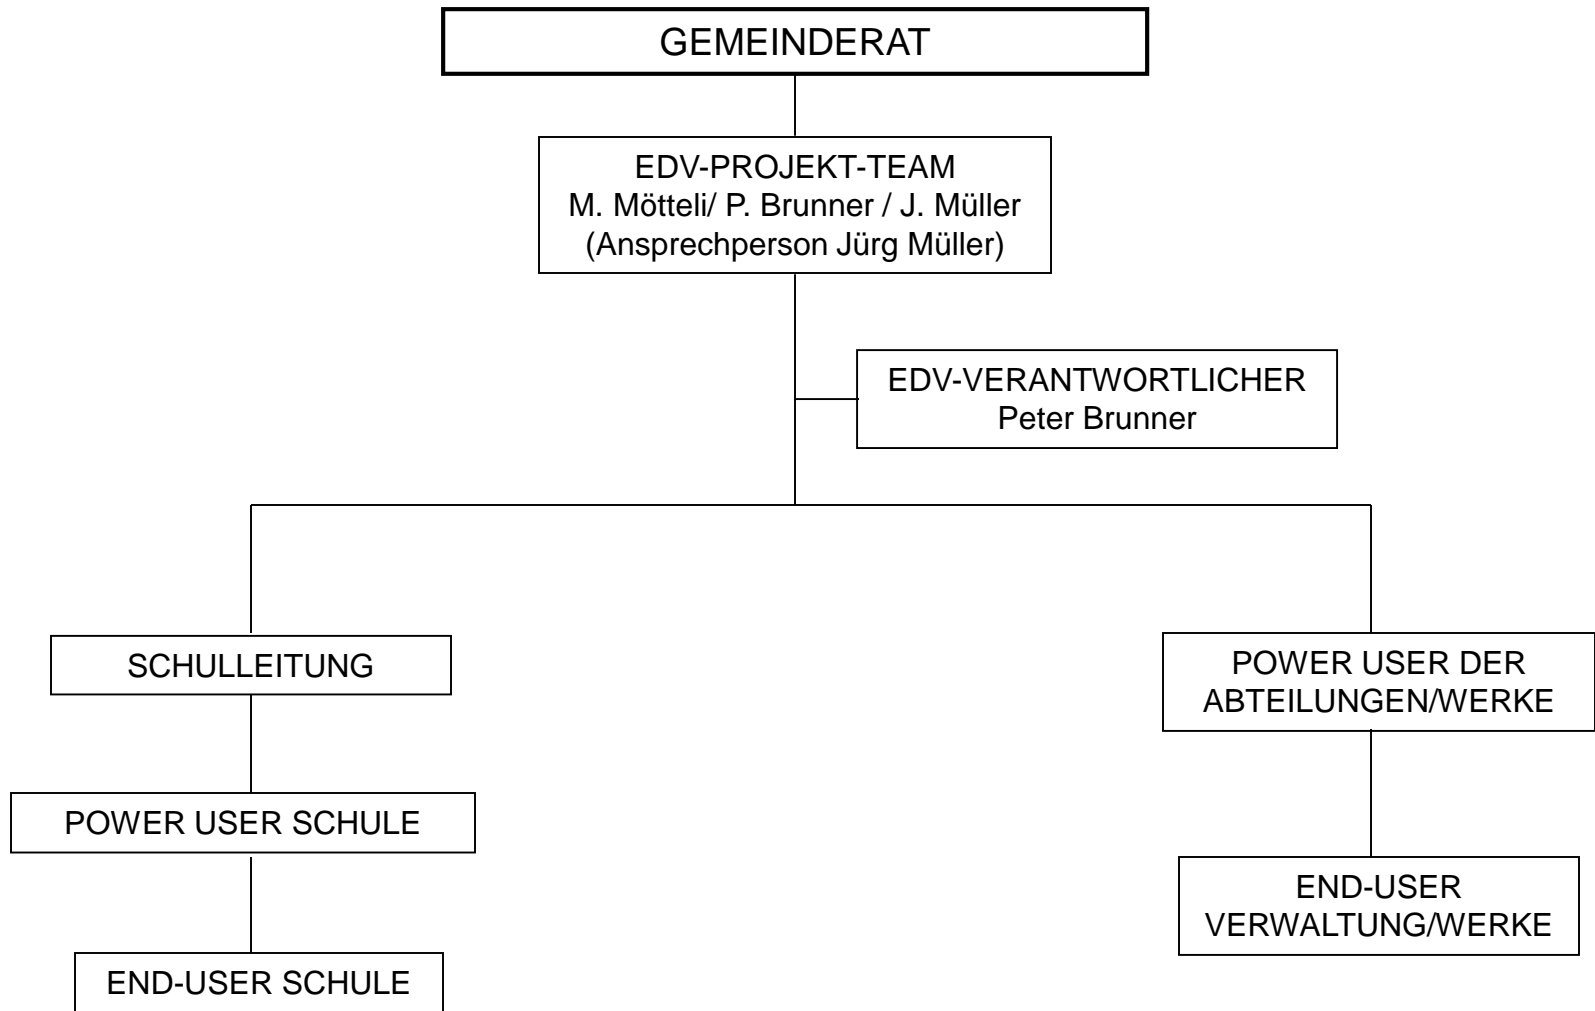 GEMEINDERAT
EDV-PROJEKT-TEAM
M. Mötteli/ P. Brunner / J. Müller
(Ansprechperson Jürg Müller)
EDV-VERANTWORTLICHER
Peter Brunner
SCHULLEITUNG
POWER USER DER
ABTEILUNGEN/WERKE
POWER USER SCHULE
END-USER
VERWALTUNG/WERKE
END-USER SCHULE